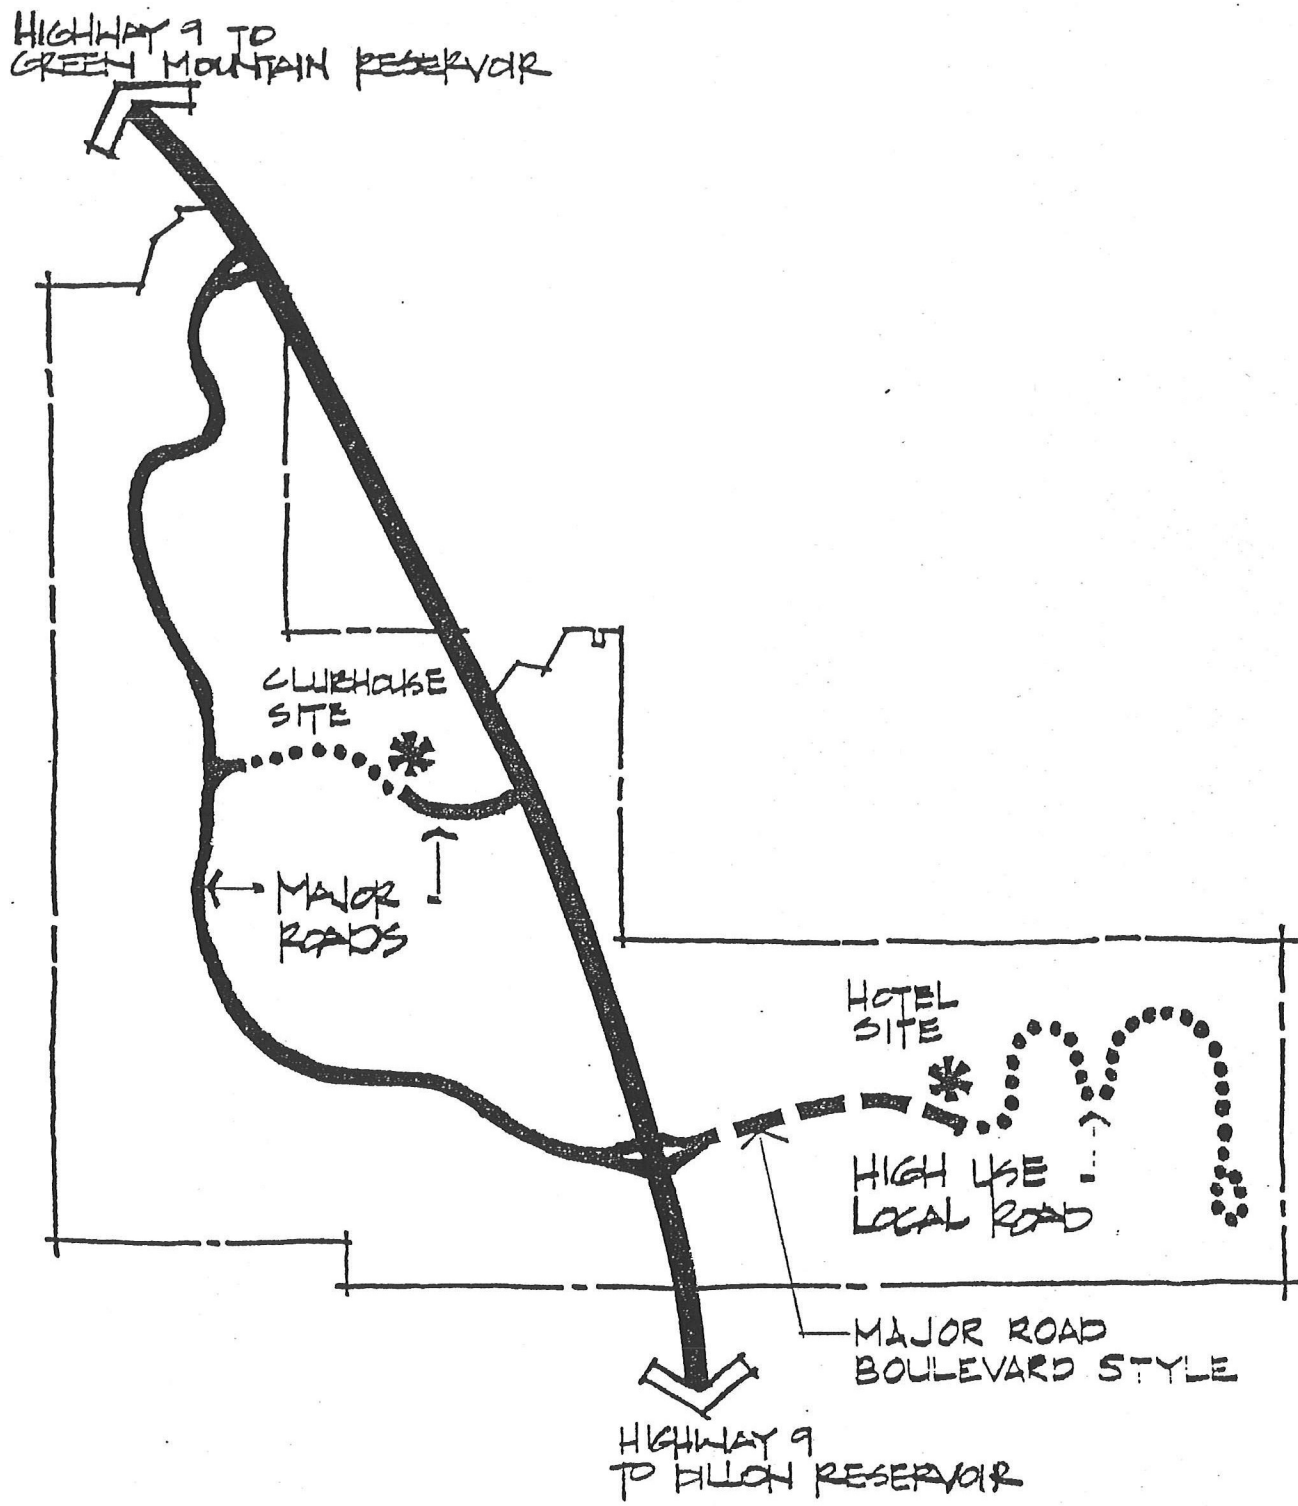 HIGHWAY 9 TO
GREEN MOUNTAIN RESERVOIR
CLUBHOUSE
SITE
MAJOR
ROADS
HOTEL
SITE
HIGH USE
LOCAL ROAD
MAJOR ROAD
BOULEVARD STYLE
HIGHWAY 9
TO DILLON RESERVOIR